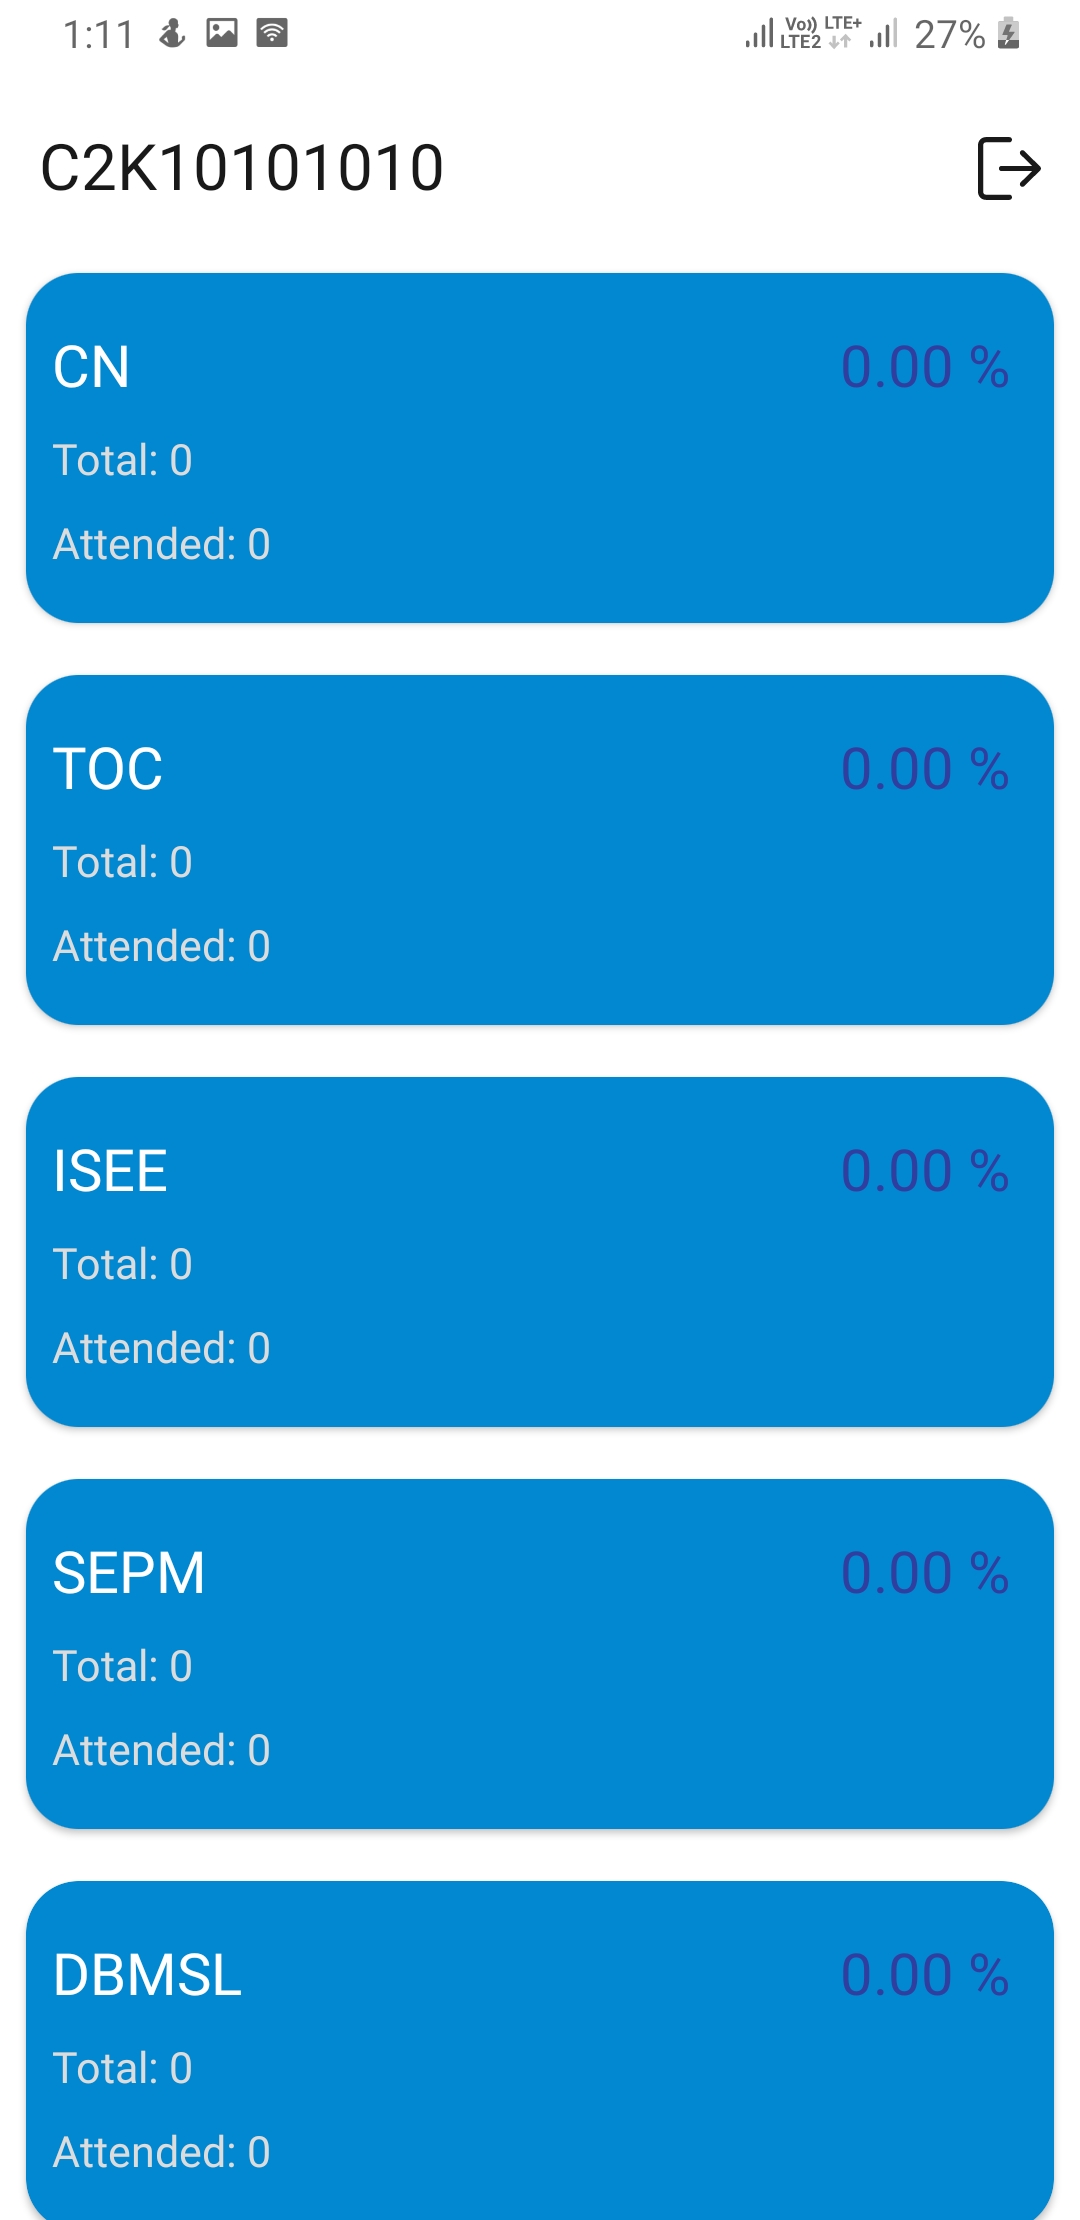 1:11 Vo)) LTE2 LTE+ 27%
C2K10101010
CN 0.00 %
Total: 0
Attended: 0
TOC 0.00 %
Total: 0
Attended: 0
ISEE 0.00 %
Total: 0
Attended: 0
SEPM 0.00 %
Total: 0
Attended: 0
DBMSL 0.00 %
Total: 0
Attended: 0